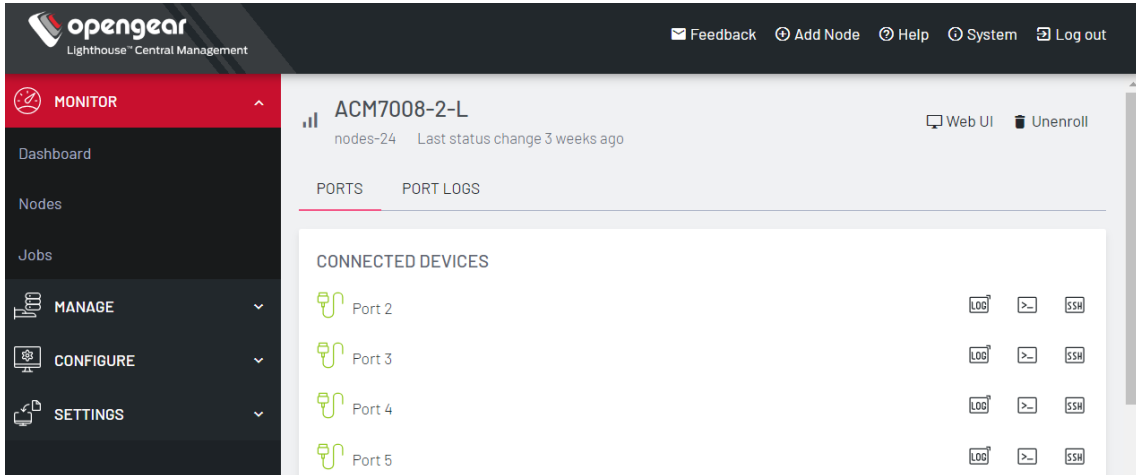 opengear
Lighthouse™ Central Management
Feedback Add Node Help System Log out
MONITOR
Dashboard
Nodes
Jobs
MANAGE
CONFIGURE
SETTINGS
ACM7008-2-L
nodes-24 Last status change 3 weeks ago
Web UI Unenroll
PORTS PORT LOGS
CONNECTED DEVICES
Port 2 LOG >_ SSH
Port 3 LOG >_ SSH
Port 4 LOG >_ SSH
Port 5 LOG >_ SSH